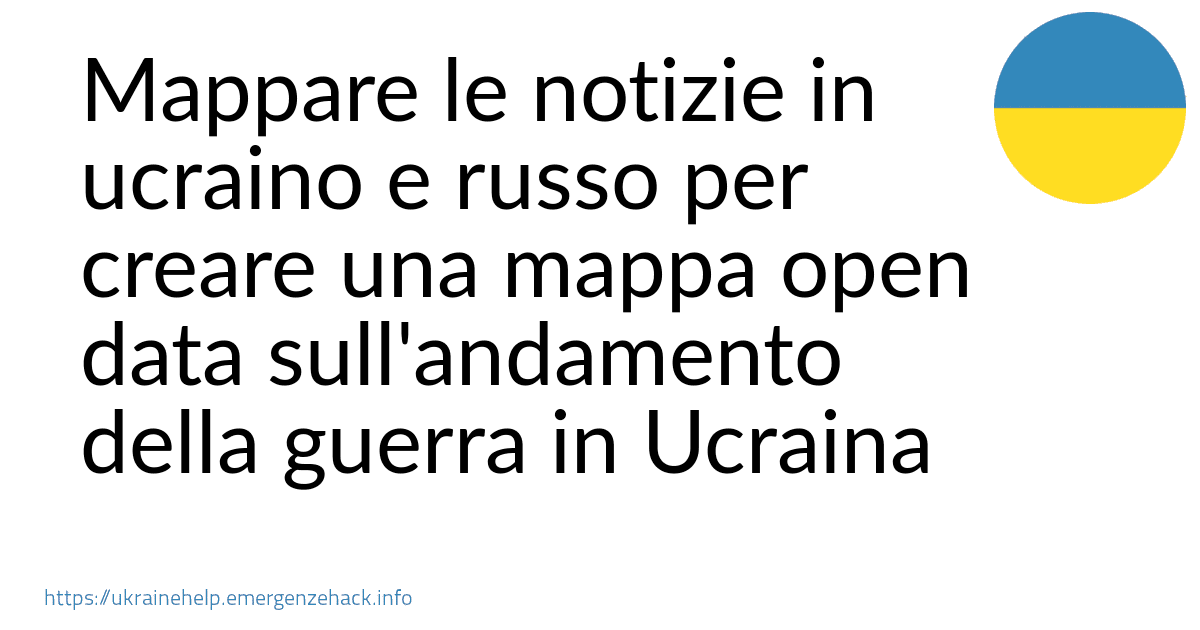 Mappare le notizie in
ucraino e russo per
creare una mappa open
data sull'andamento
della guerra in Ucraina
https://ukrainehelp.emergenzehack.info